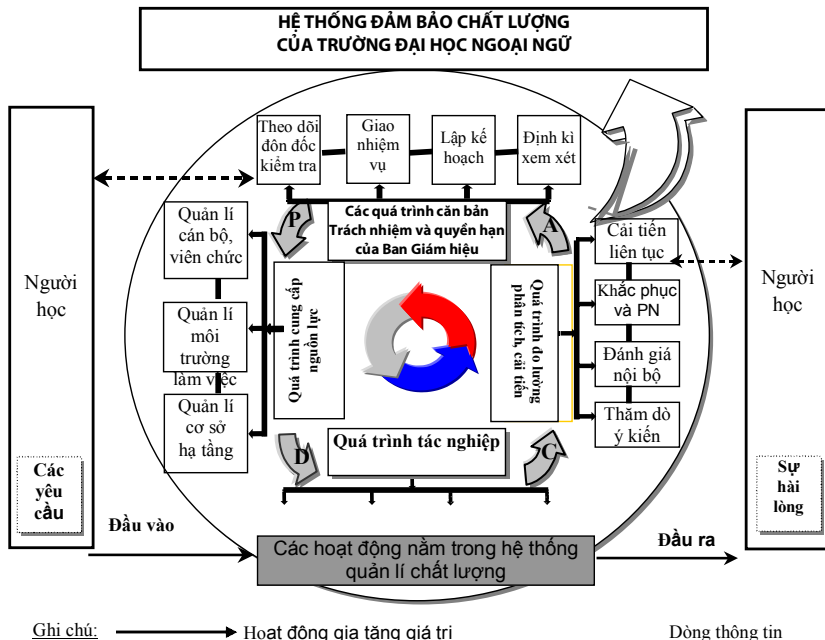 HỆ THỐNG ĐẢM BẢO CHẤT LƯỢNG
CỦA TRƯỜNG ĐẠI HỌC NGOẠI NGỮ
Theo dõi
đôn đốc
kiểm tra
Giao
nhiệm
vụ
Lập kế
hoạch
Định kì
xem xét
P
Các quá trình căn bản
Trách nhiệm và quyền hạn
của Ban Giám hiệu
A
Người
học
Các
yêu
cầu
Quản lí
cán bộ,
viên chức
Quản lí
môi
trường
làm việc
Quản lí
cơ sở
hạ tầng
Quá trình cung cấp
nguồn lực
Quá trình đo lường
phân tích, cải tiến
Cải tiến
liên tục
Khắc phục
và PN
Đánh giá
nội bộ
Thăm dò
ý kiến
Người
học
Sự
hài
lòng
D
Quá trình tác nghiệp
C
Đầu vào
Các hoạt động nằm trong hệ thống
quản lí chất lượng
Đầu ra
Ghi chú:
Hoạt động gia tăng giá trị
Dòng thông tin